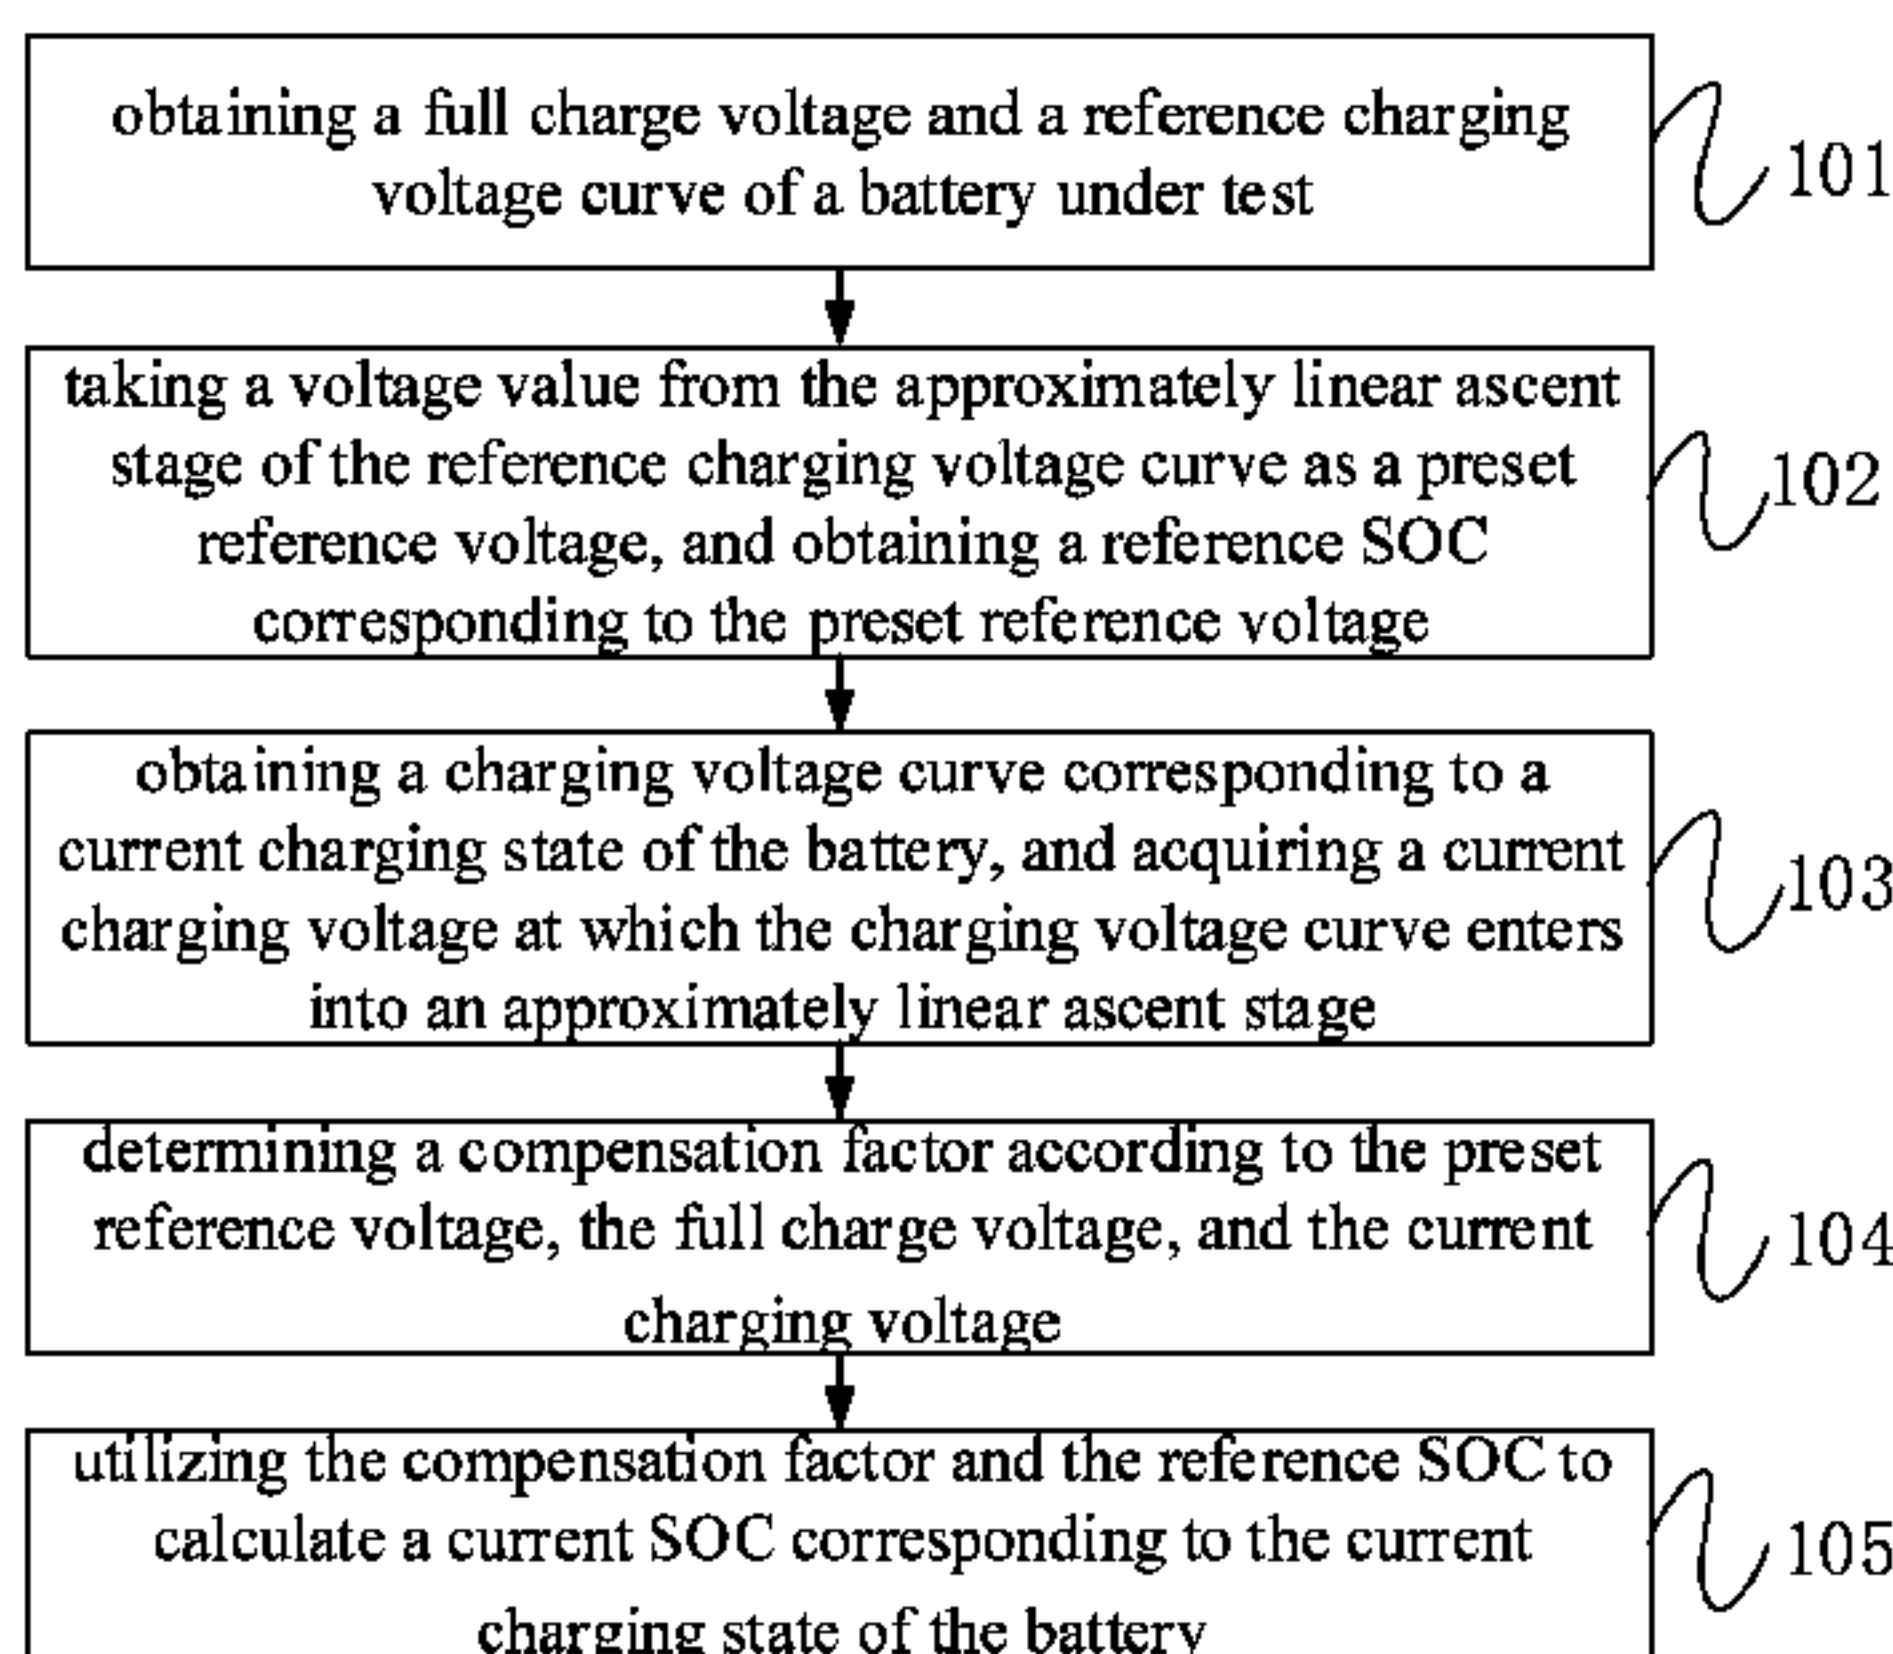 obtaining a full charge voltage and a reference charging
voltage curve of a battery under test
101
taking a voltage value from the approximately linear ascent
stage of the reference charging voltage curve as a preset
reference voltage, and obtaining a reference SOC
corresponding to the preset reference voltage
102
obtaining a charging voltage curve corresponding to a
current charging state of the battery, and acquiring a current
charging voltage at which the charging voltage curve enters
into an approximately linear ascent stage
103
determining a compensation factor according to the preset
reference voltage, the full charge voltage, and the current
charging voltage
104
utilizing the compensation factor and the reference SOC to
calculate a current SOC corresponding to the current
charging state of the battery
105